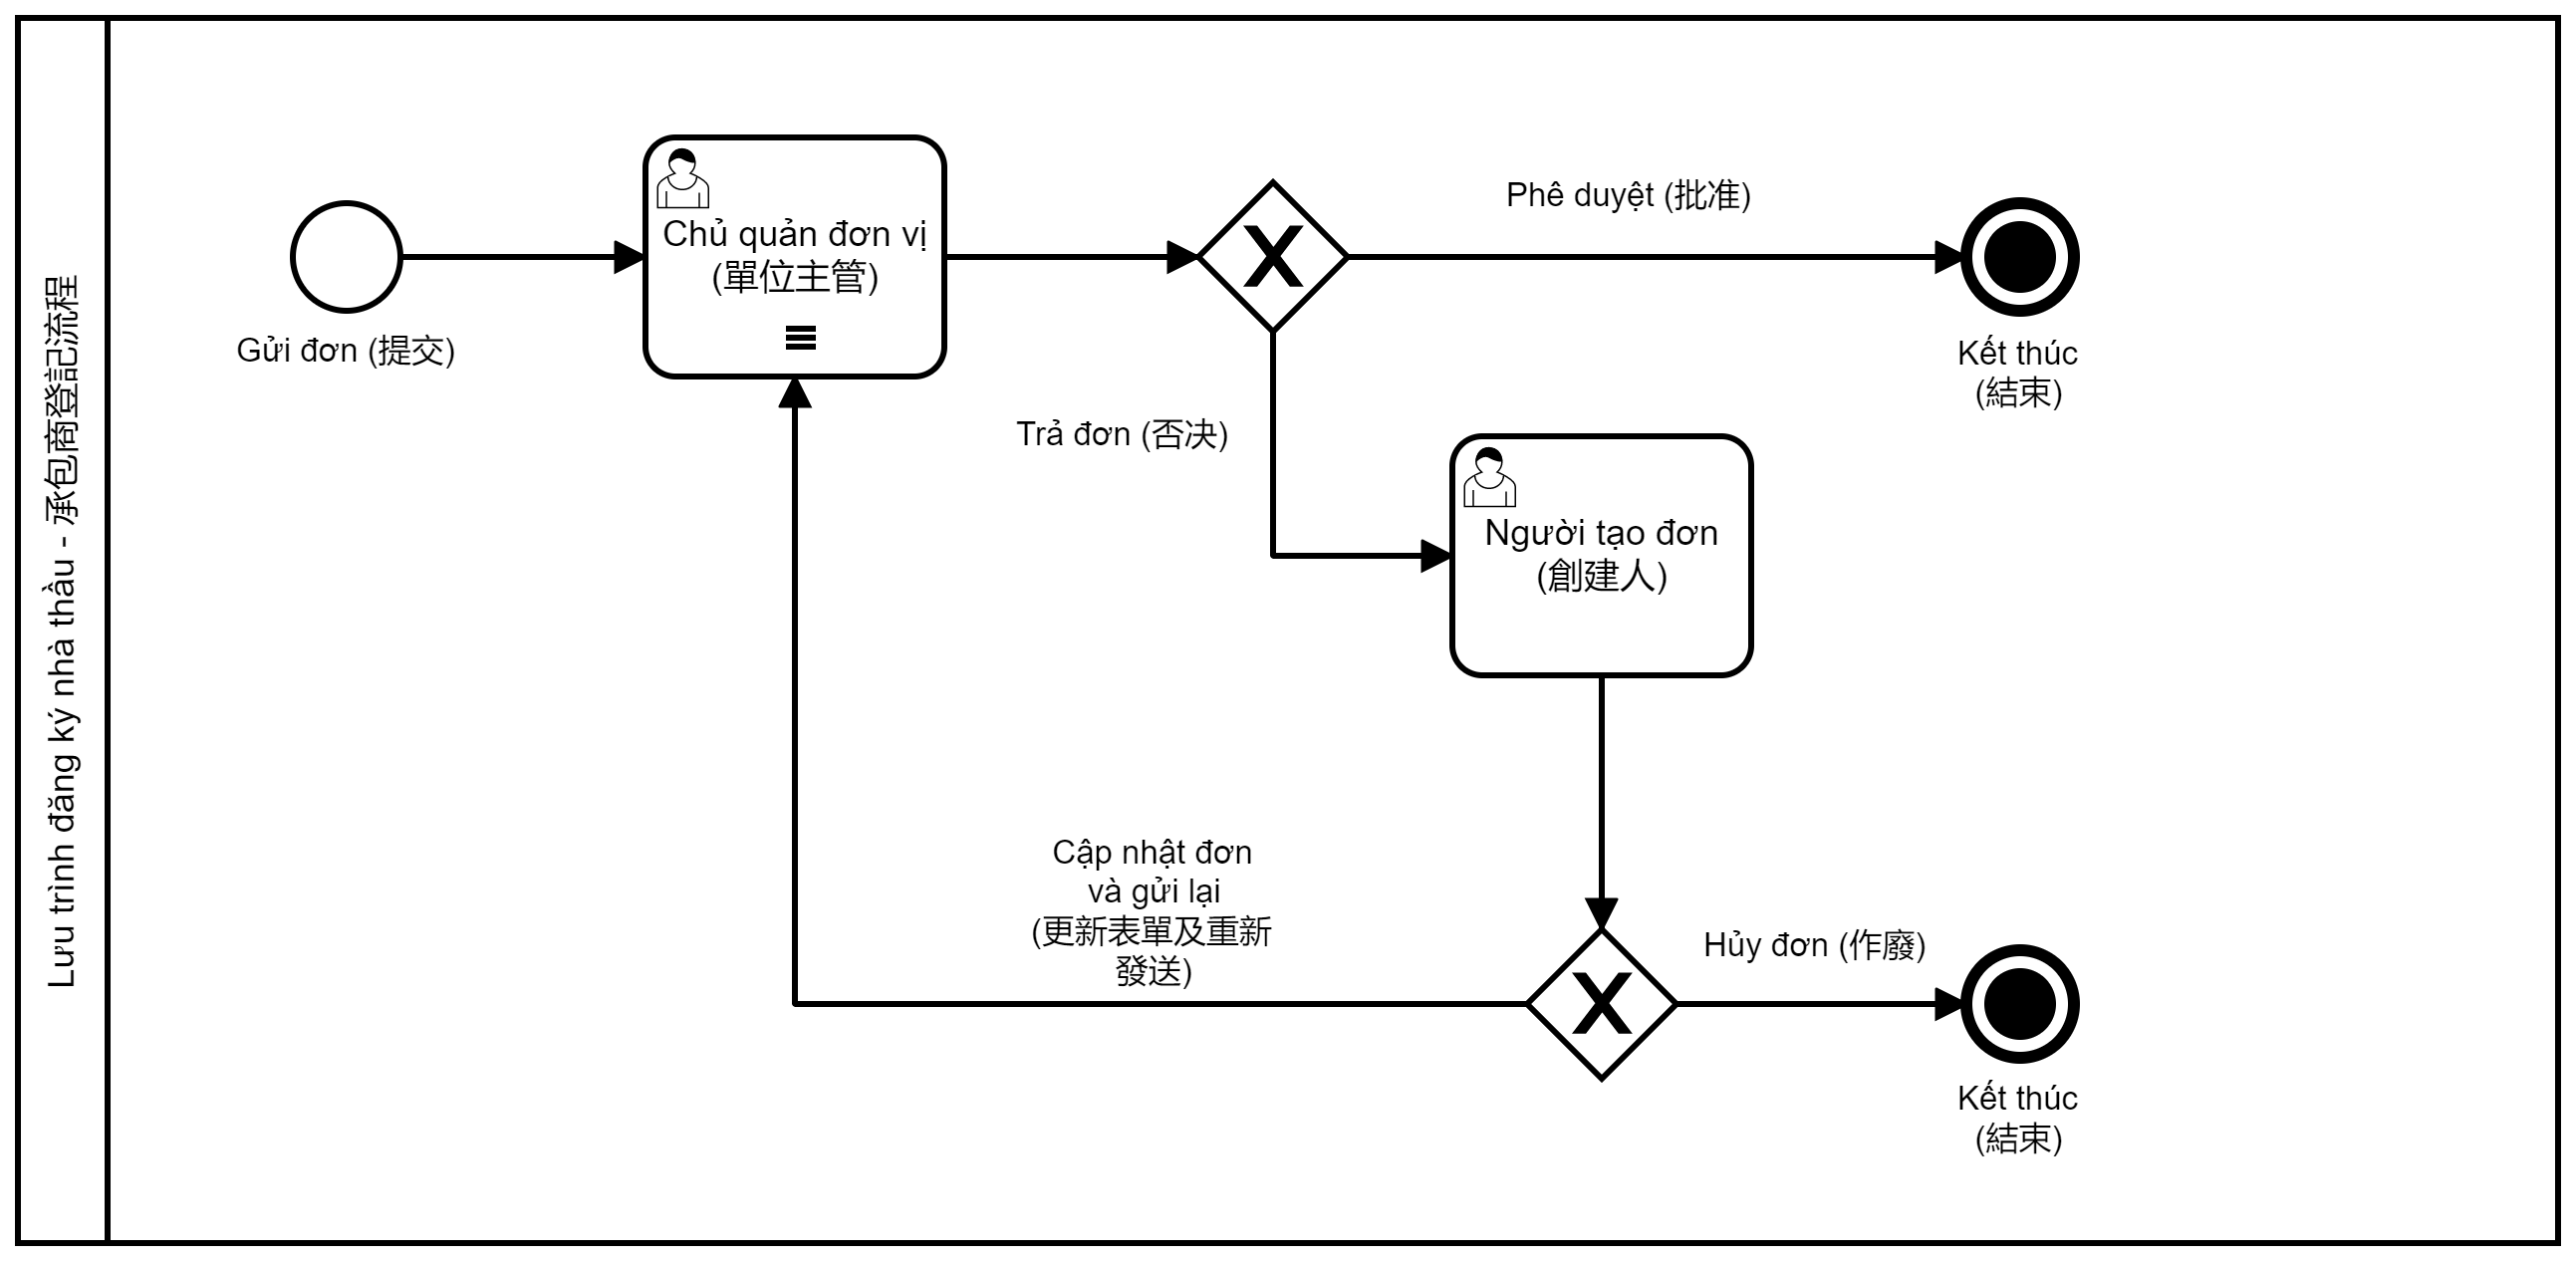 Lưu trình đăng ký nhà thầu - 承包商登記流程
Gửi đơn (提交)
Chủ quản đơn vị
(單位主管)
Phê duyệt (批准)
Kết thúc
(結束)
Trả đơn (否决)
Người tạo đơn
(創建人)
Cập nhật đơn
và gửi lại
(更新表單及重新
發送)
Hủy đơn (作廢)
Kết thúc
(結束)